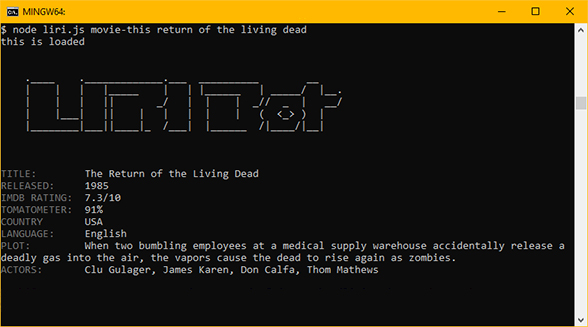 MINGW64:
$ node liri.js movie-this return of the living dead
this is loaded
LIRI Bot
TITLE: The Return of the Living Dead
RELEASED: 1985
IMDB RATING: 7.3/10
TOMATOMETER: 91%
COUNTRY USA
LANGUAGE: English
PLOT: When two bumbling employees at a medical supply warehouse accidentally release a
deadly gas into the air, the vapors cause the dead to rise again as zombies.
ACTORS: Clu Gulager, James Karen, Don Calfa, Thom Mathews